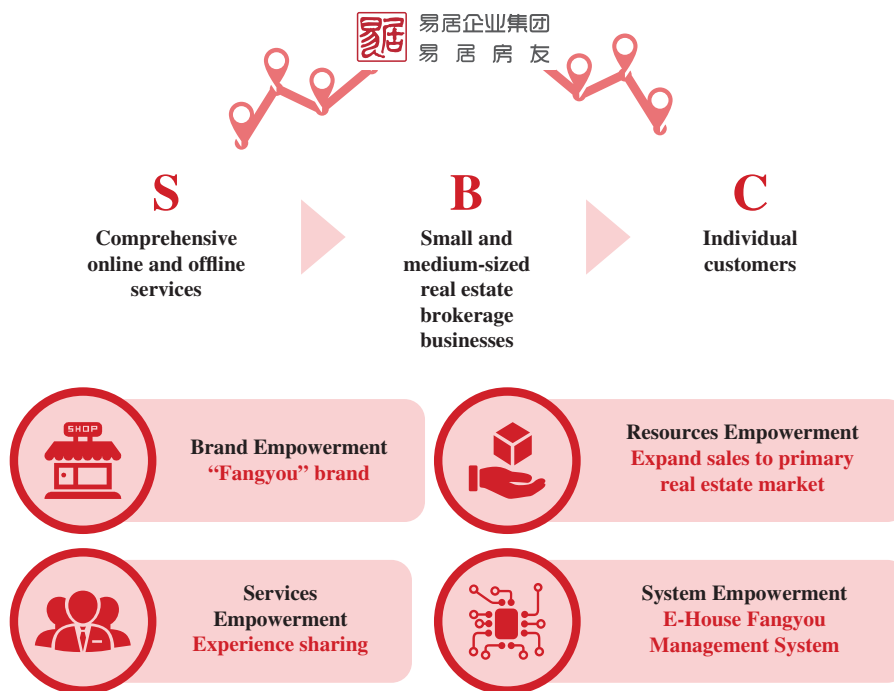 易居
易居企业集团
易居房友
S
B
C
Comprehensive
online and offline
services
Small and
medium-sized
real estate
brokerage
businesses
Individual
customers
SHOP
Brand Empowerment
“Fangyou” brand
Resources Empowerment
Expand sales to primary
real estate market
Services
Empowerment
Experience sharing
System Empowerment
E-House Fangyou
Management System